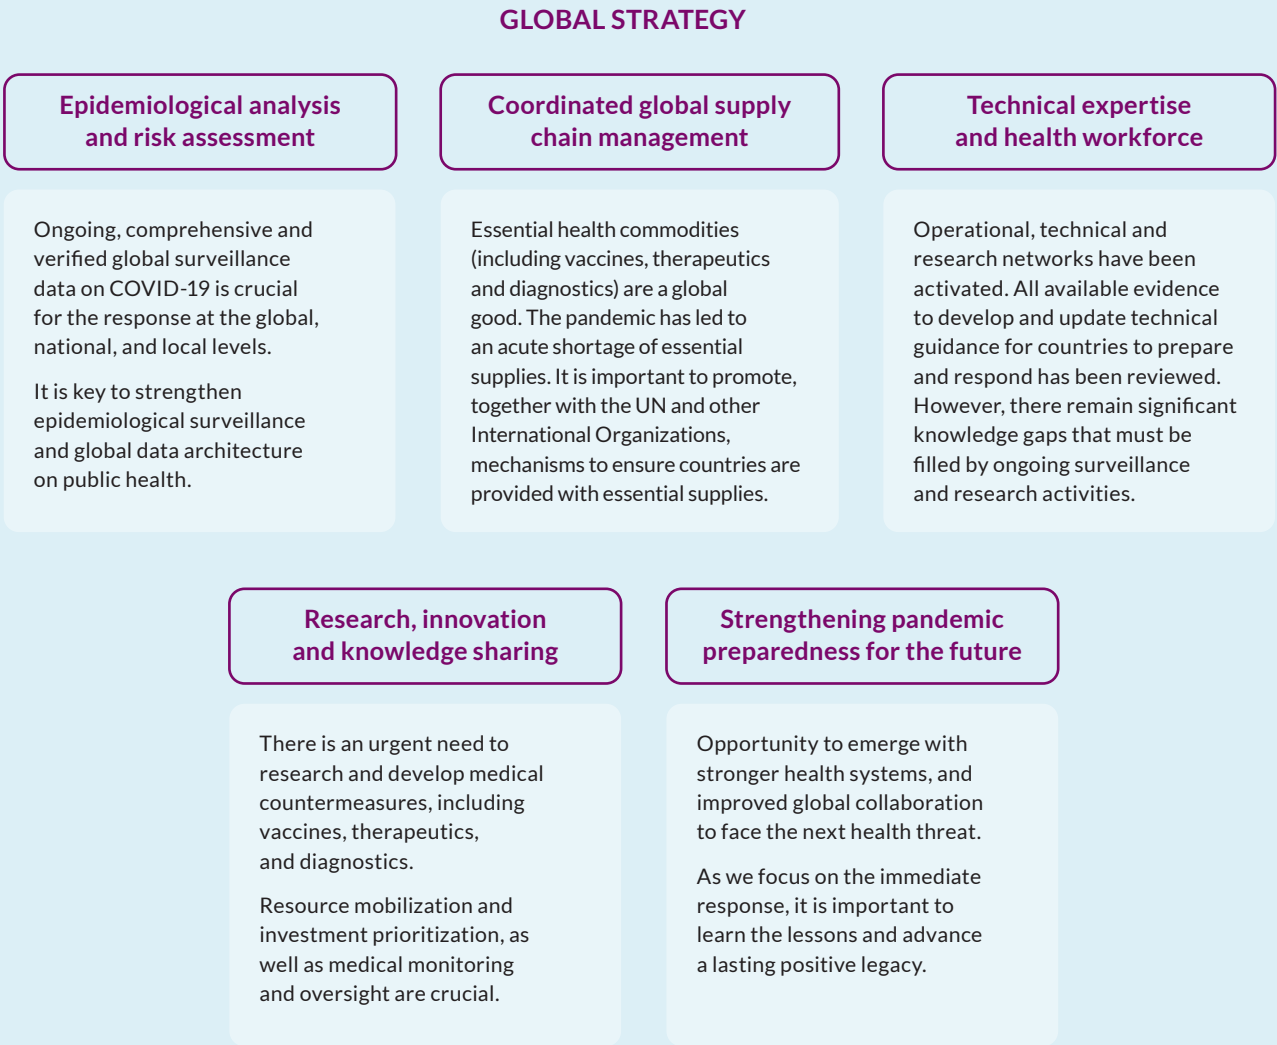 GLOBAL STRATEGY
Epidemiological analysis
and risk assessment
Ongoing, comprehensive and
verified global surveillance
data on COVID-19 is crucial
for the response at the global,
national, and local levels.
It is key to strengthen
epidemiological surveillance
and global data architecture
on public health.
Coordinated global supply
chain management
Essential health commodities
(including vaccines, therapeutics
and diagnostics) are a global
good. The pandemic has led to
an acute shortage of essential
supplies. It is important to promote,
together with the UN and other
International Organizations,
mechanisms to ensure countries are
provided with essential supplies.
Technical expertise
and health workforce
Operational, technical and
research networks have been
activated. All available evidence
to develop and update technical
guidance for countries to prepare
and respond has been reviewed.
However, there remain significant
knowledge gaps that must be
filled by ongoing surveillance
and research activities.
Research, innovation
and knowledge sharing
There is an urgent need to
research and develop medical
countermeasures, including
vaccines, therapeutics,
and diagnostics.
Resource mobilization and
investment prioritization, as
well as medical monitoring
and oversight are crucial.
Strengthening pandemic
preparedness for the future
Opportunity to emerge with
stronger health systems, and
improved global collaboration
to face the next health threat.
As we focus on the immediate
response, it is important to
learn the lessons and advance
a lasting positive legacy.